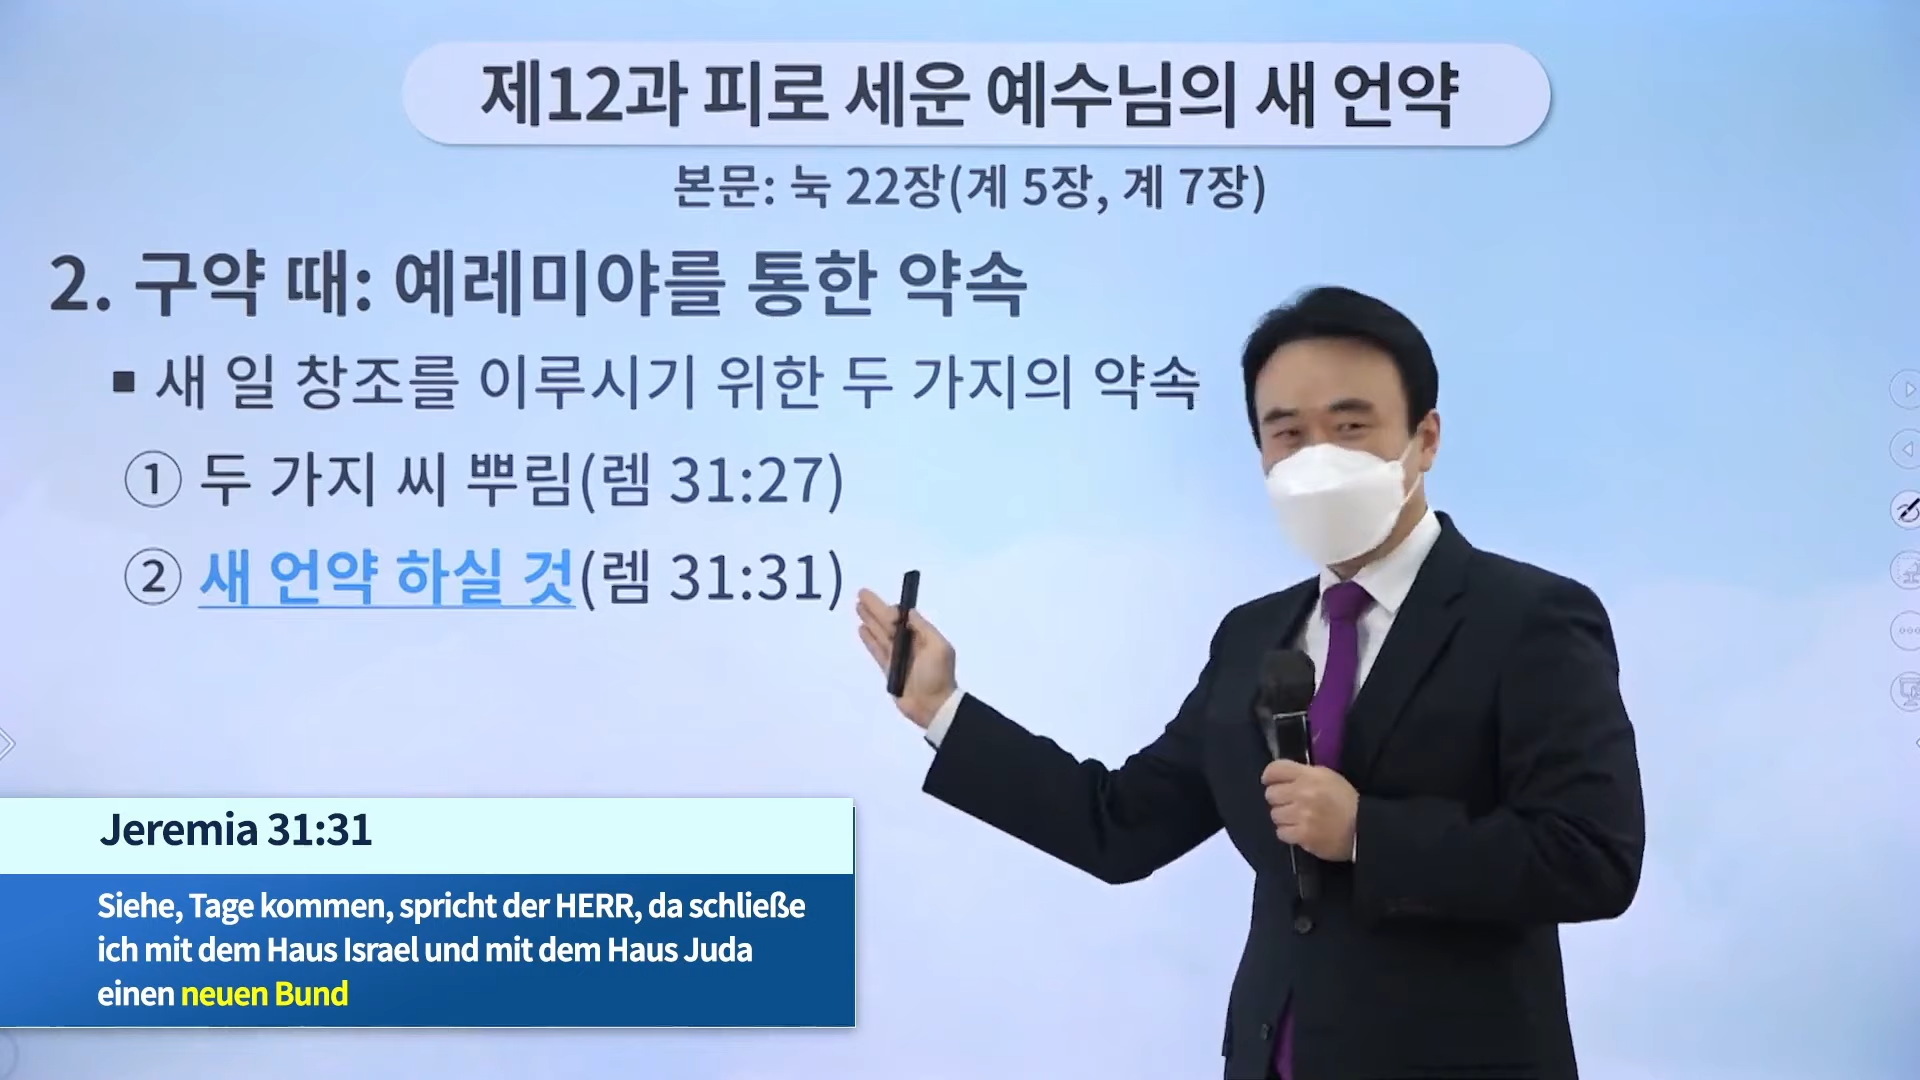 제12과 피로 세운 예수님의 새 언약
본문: 눅 22장(계 5장, 계 7장)
2. 구약 때: 예레미야를 통한 약속
▪ 새 일 창조를 이루시기 위한 두 가지의 약속
① 두 가지 씨 뿌림(렘 31:27)
② 새 언약 하실 것(렘 31:31)
Jeremia 31:31
Siehe, Tage kommen, spricht der HERR, da schließe
ich mit dem Haus Israel und mit dem Haus Juda
einen neuen Bund